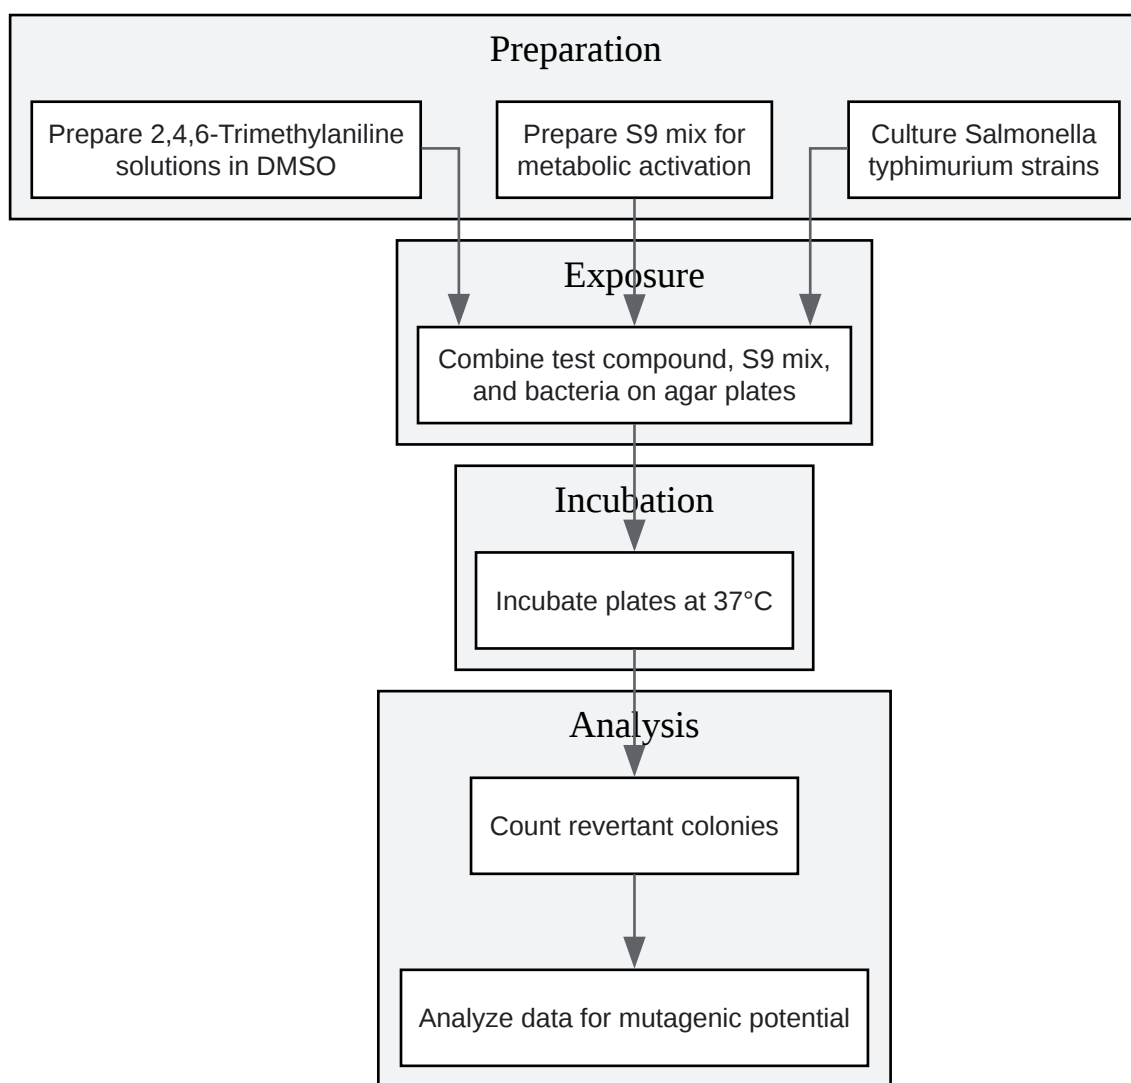 Preparation
Prepare 2,4,6-Trimethylaniline
solutions in DMSO
Prepare S9 mix for
metabolic activation
Culture Salmonella
typhimurium strains
Exposure
Combine test compound, S9 mix,
and bacteria on agar plates
Incubation
Incubate plates at 37°C
Analysis
Count revertant colonies
Analyze data for mutagenic potential